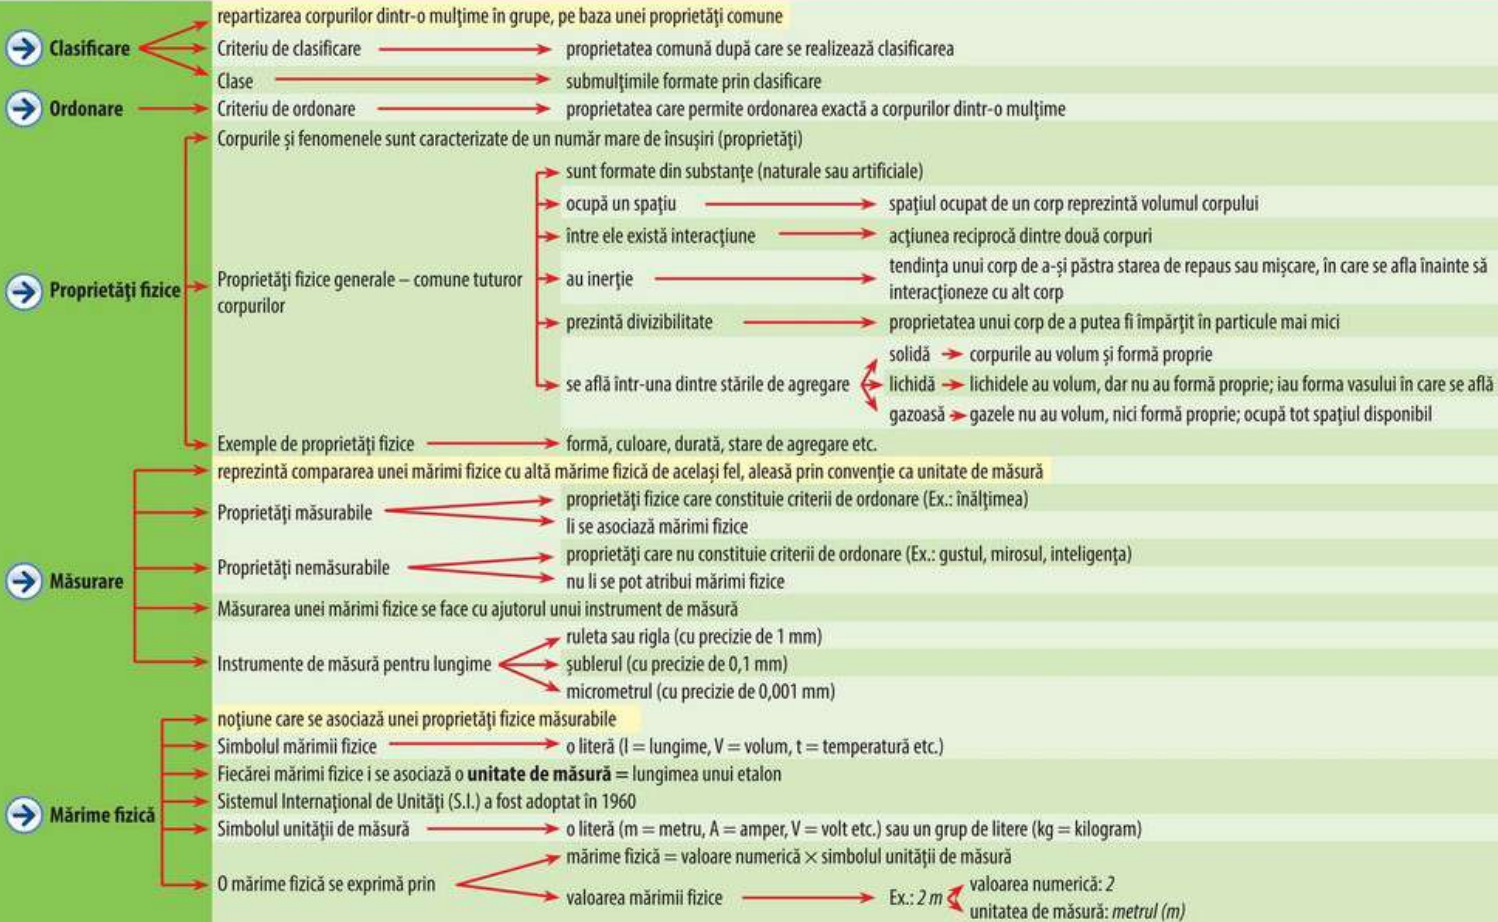 repartizarea corpurilor dintr-o mulțime în grupe, pe baza unei proprietăți comune
Clasificare
Criteriu de clasificare
proprietatea comună după care se realizează clasificarea
Clase
submulțimile formate prin clasificare
Ordonare
Criteriu de ordonare
proprietatea care permite ordonarea exactă a corpurilor dintr-o mulțime
Corpurile și fenomenele sunt caracterizate de un număr mare de însușiri (proprietăți)
Proprietăți fizice
Proprietăți fizice generale – comune tuturor
corpurilor
sunt formate din substanțe (naturale sau artificiale)
ocupă un spațiu
spațiul ocupat de un corp reprezintă volumul corpului
între ele există interacțiune
acțiunea reciprocă dintre două corpuri
au inerție
tendința unui corp de a-și păstra starea de repaus sau mișcare, în care se afla înainte să
interacționeze cu alt corp
prezintă divizibilitate
proprietatea unui corp de a putea fi împărțit în particule mai mici
se află într-una dintre stările de agregare
solidă
corpurile au volum și formă proprie
lichidă
lichidele au volum, dar nu au formă proprie; iau forma vasului în care se află
gazoasă
gazele nu au volum, nici formă proprie; ocupă tot spațiul disponibil
Exemple de proprietăți fizice
formă, culoare, durată, stare de agregare etc.
Măsurare
reprezintă compararea unei mărimi fizice cu altă mărime fizică de același fel, aleasă prin convenție ca unitate de măsură
Proprietăți măsurabile
proprietăți fizice care constituie criterii de ordonare (Ex.: înălțimea)
li se asociază mărimi fizice
Proprietăți nemăsurabile
proprietăți care nu constituie criterii de ordonare (Ex.: gustul, mirosul, inteligența)
nu li se pot atribui mărimi fizice
Măsurarea unei mărimi fizice se face cu ajutorul unui instrument de măsură
Instrumente de măsură pentru lungime
ruleta sau rigla (cu precizie de 1 mm)
șublerul (cu precizie de 0,1 mm)
micrometrul (cu precizie de 0,001 mm)
Mărime fizică
noțiune care se asociază unei proprietăți fizice măsurabile
Simbolul mărimii fizice
o literă (l = lungime, V = volum, t = temperatură etc.)
Fiecărei mărimi fizice i se asociază o unitate de măsură = lungimea unui etalon
Sistemul Internațional de Unități (S.I.) a fost adoptat în 1960
Simbolul unității de măsură
o literă (m = metru, A = amper, V = volt etc.) sau un grup de litere (kg = kilogram)
O mărime fizică se exprimă prin
mărime fizică = valoare numerică × simbolul unității de măsură
valoarea mărimii fizice
Ex.: 2 m
valoarea numerică: 2
unitatea de măsură: metrul (m)